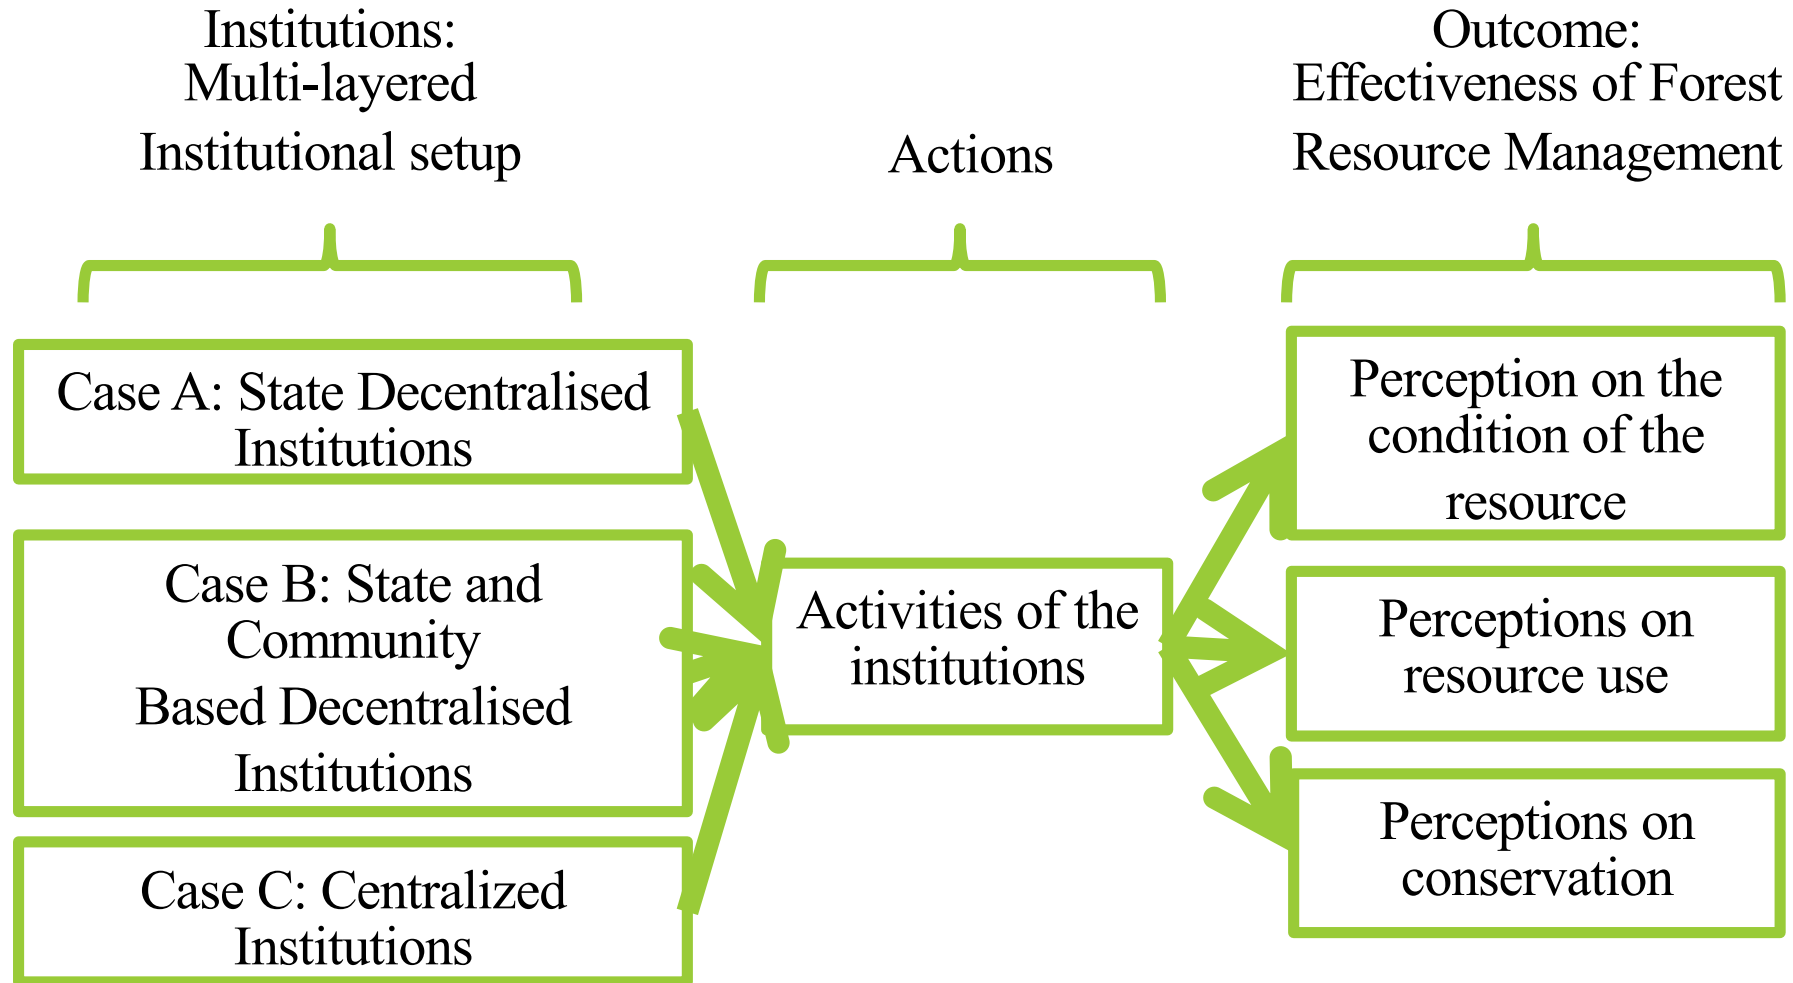 Institutions:
Multi-layered
Institutional setup
Actions
Outcome:
Effectiveness of Forest
Resource Management
Case A: State Decentralised
Institutions
Case B: State and
Community
Based Decentralised
Institutions
Case C: Centralized
Institutions
Activities of the
institutions
Perception on the
condition of the
resource
Perceptions on
resource use
Perceptions on
conservation